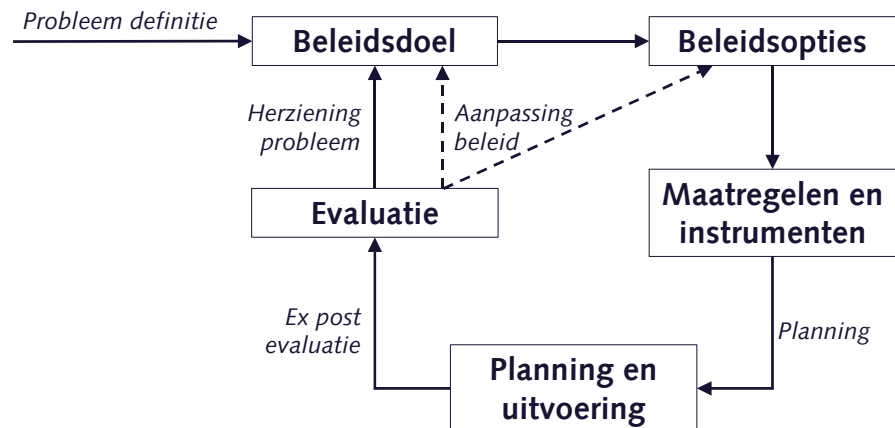 Probleem definitie
Beleidsdoel
Beleidsopties
Herziening
probleem
Aanpassing
beleid
Evaluatie
Maatregelen en
instrumenten
Ex post
evaluatie
Planning
Planning en
uitvoering